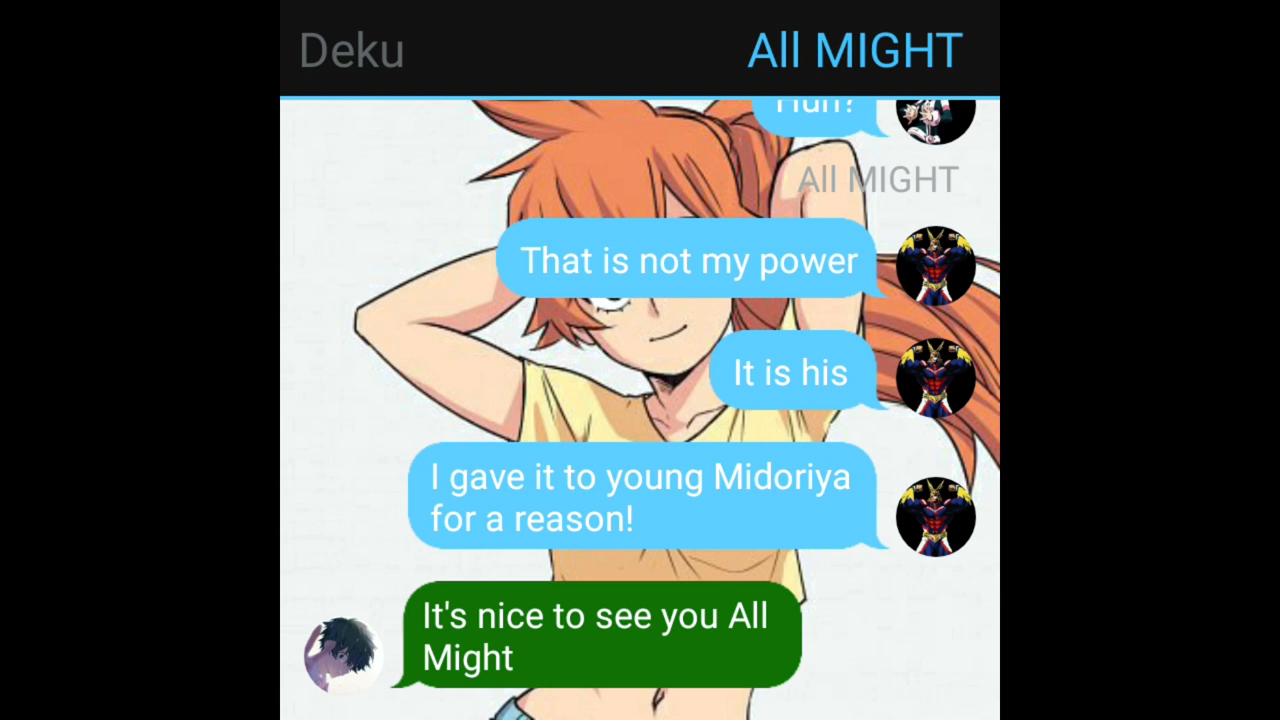 Deku
All MIGHT
Huh?
All MIGHT
That is not my power
It is his
I gave it to young Midoriya
for a reason!
It's nice to see you All
Might